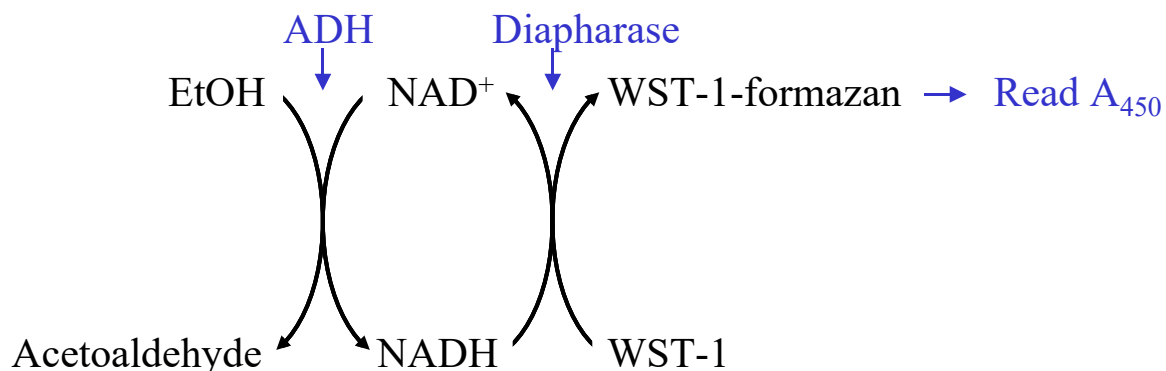 ADH Diapharase
EtOH NAD⁺ WST-1-formazan Read A₄₅₀
Acetoaldehyde NADH WST-1